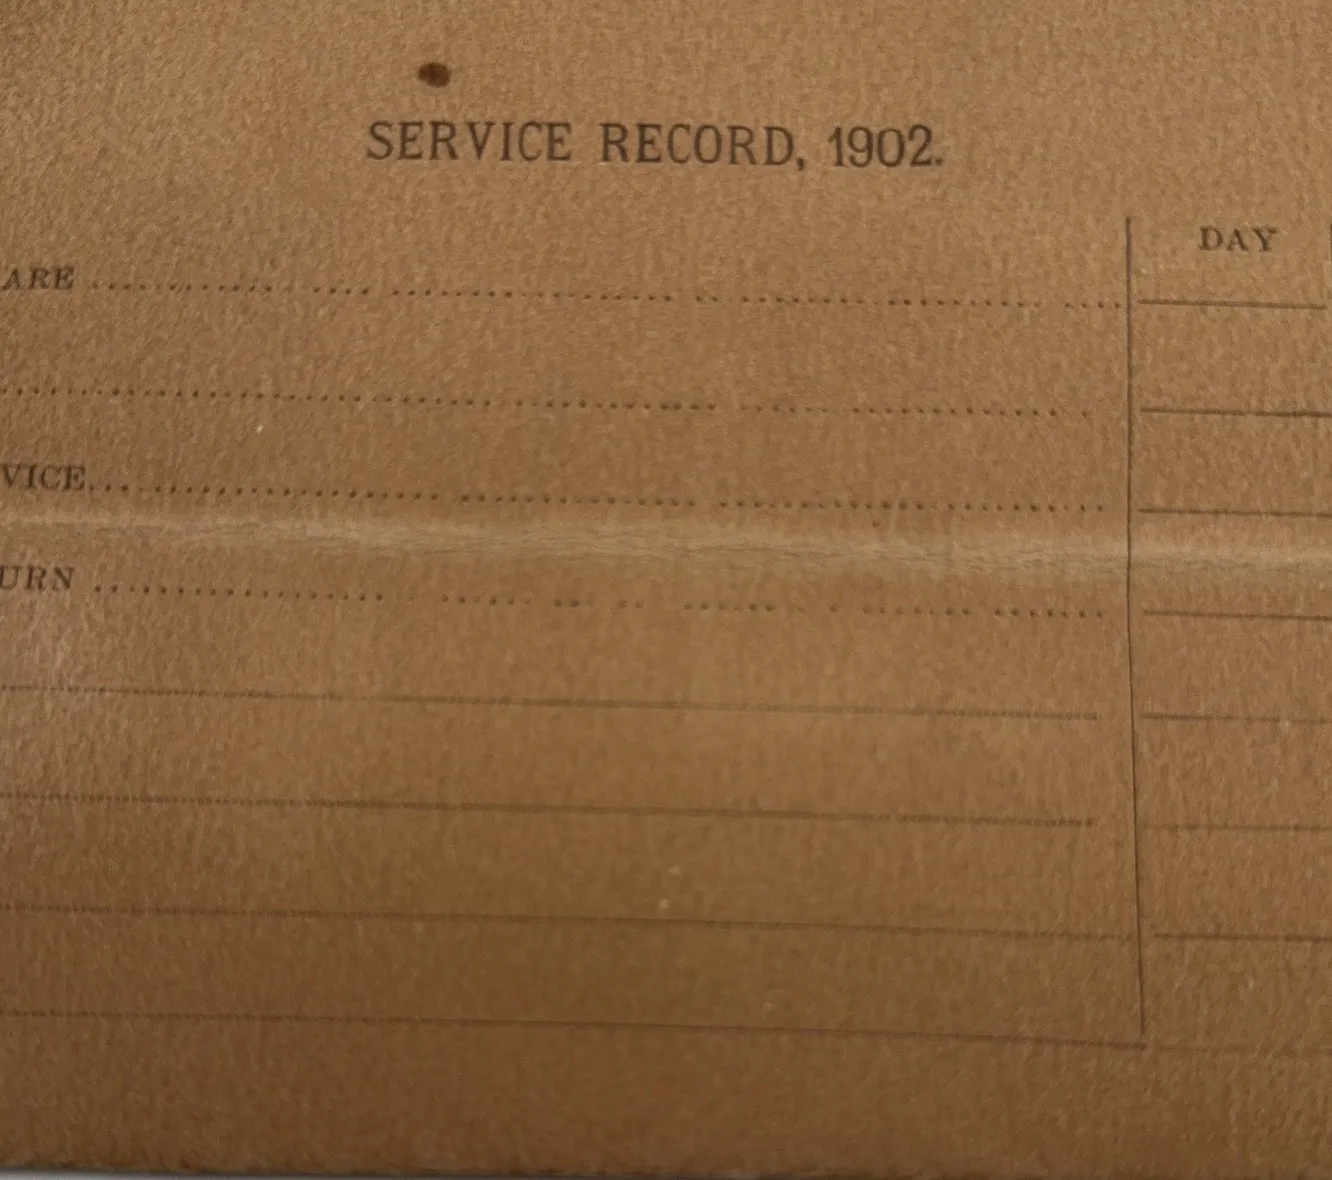 SERVICE RECORD, 1902.
DAY
ARE
VICE
URN